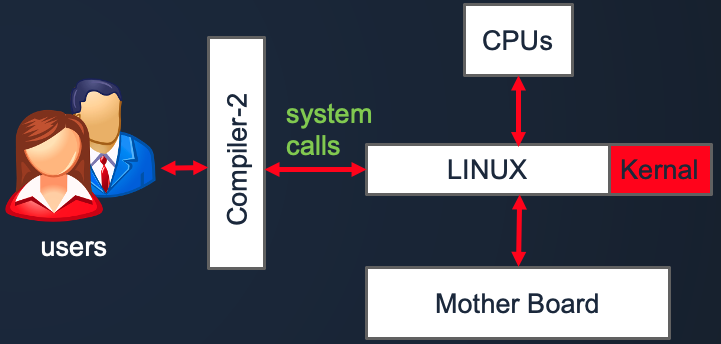 CPUs
Compiler-2
system
calls
LINUX
Kernal
users
Mother Board